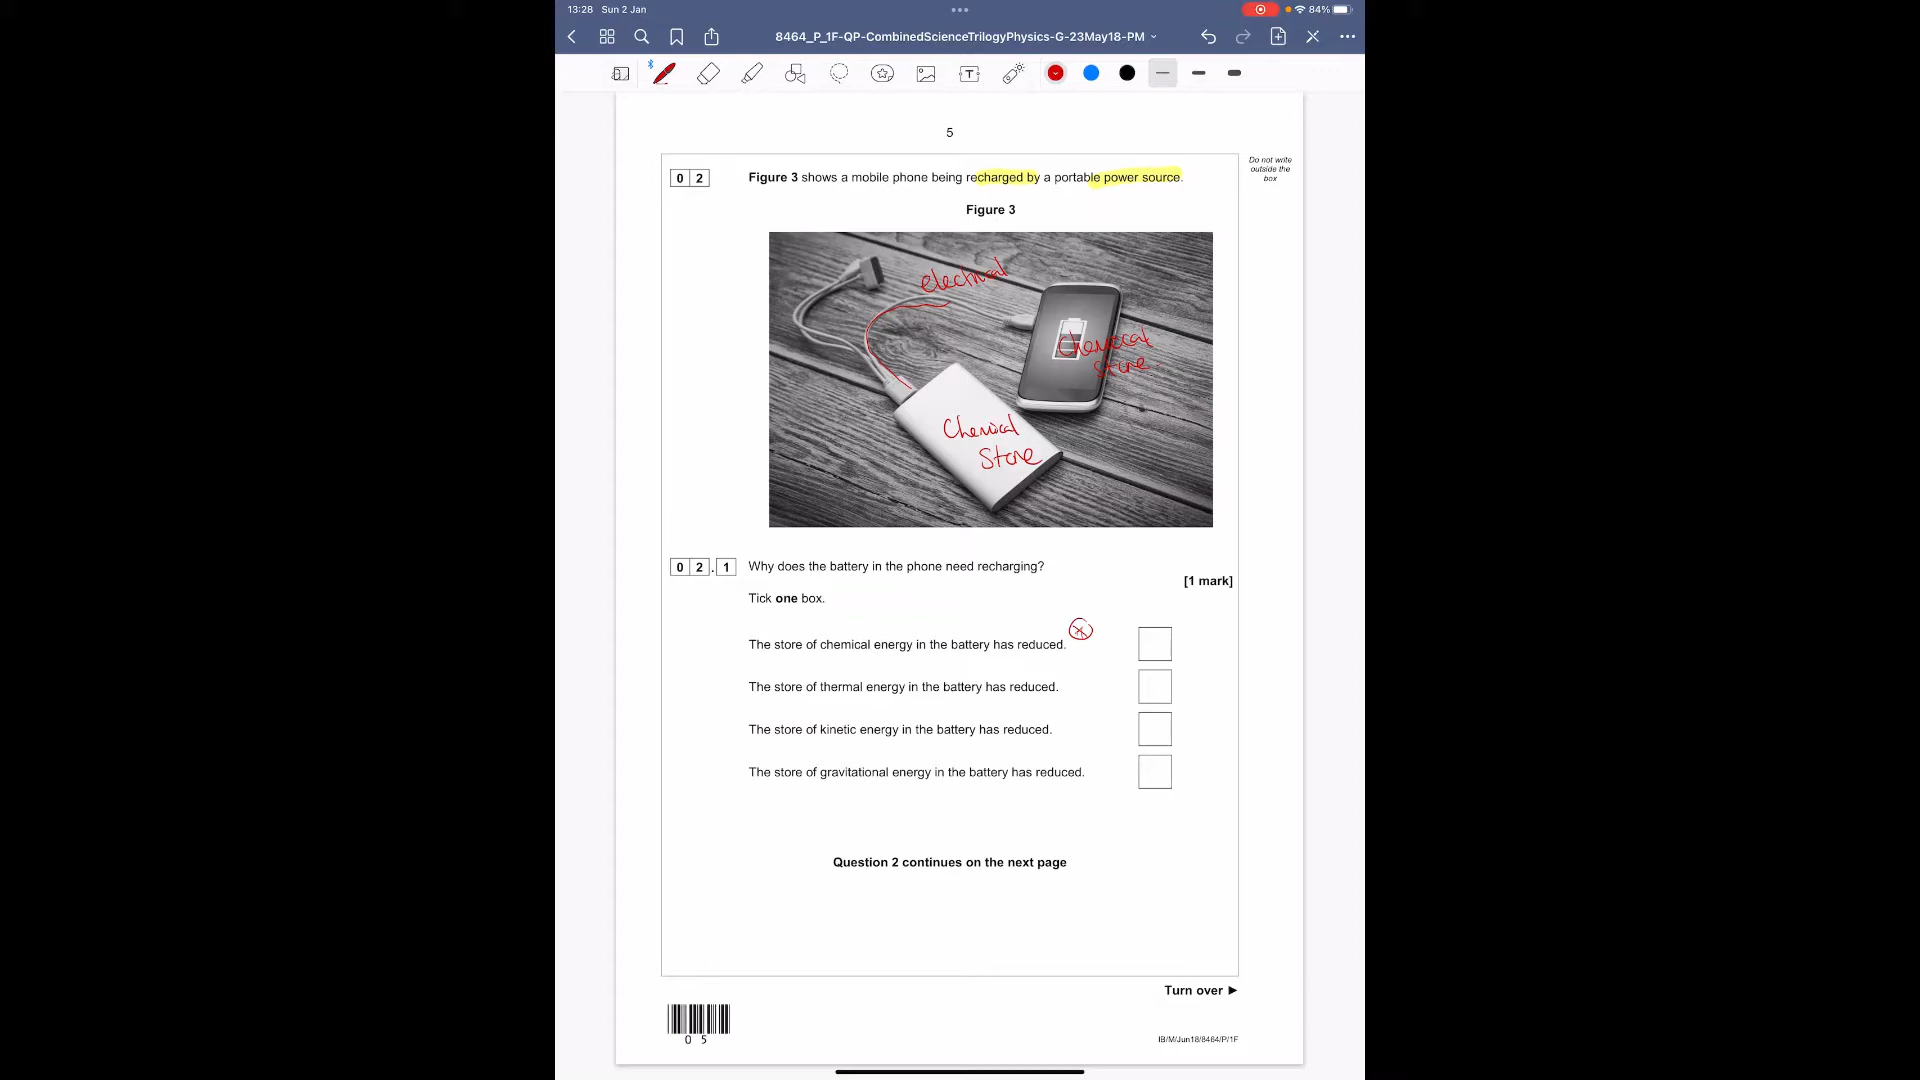 13:28 Sun 2 Jan
84%
8464_P_1F-QP-CombinedScienceTrilogyPhysics-G-23May18-PM
T
5
Do not write
outside the
box
0 2 Figure 3 shows a mobile phone being recharged by a portable power source.
Figure 3
electrical
Chemical
Store
Chemical
Store
0 2 . 1 Why does the battery in the phone need recharging?
[1 mark]
Tick one box.
The store of chemical energy in the battery has reduced.
The store of thermal energy in the battery has reduced.
The store of kinetic energy in the battery has reduced.
The store of gravitational energy in the battery has reduced.
Question 2 continues on the next page
Turn over ►
0 5
IB/M/Jun18/8464/P/1F